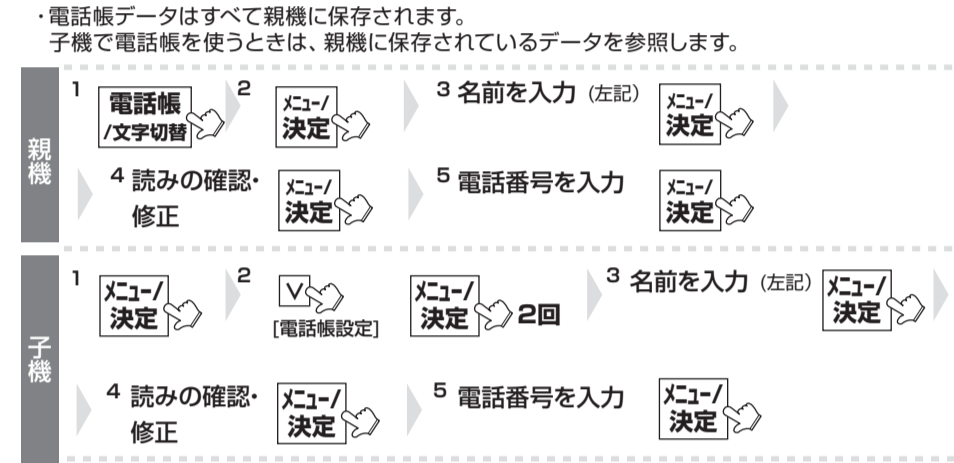 ・電話帳データはすべて親機に保存されます。
子機で電話帳を使うときは、親機に保存されているデータを参照します。
親機
1 電話帳/文字切替
2 メニュー/決定
3 名前を入力（左記） メニュー/決定
4 読みの確認・修正 メニュー/決定
5 電話番号を入力 メニュー/決定
子機
1 メニュー/決定
2 ∨ [電話帳設定] メニュー/決定 2回
3 名前を入力（左記） メニュー/決定
4 読みの確認・修正 メニュー/決定
5 電話番号を入力 メニュー/決定